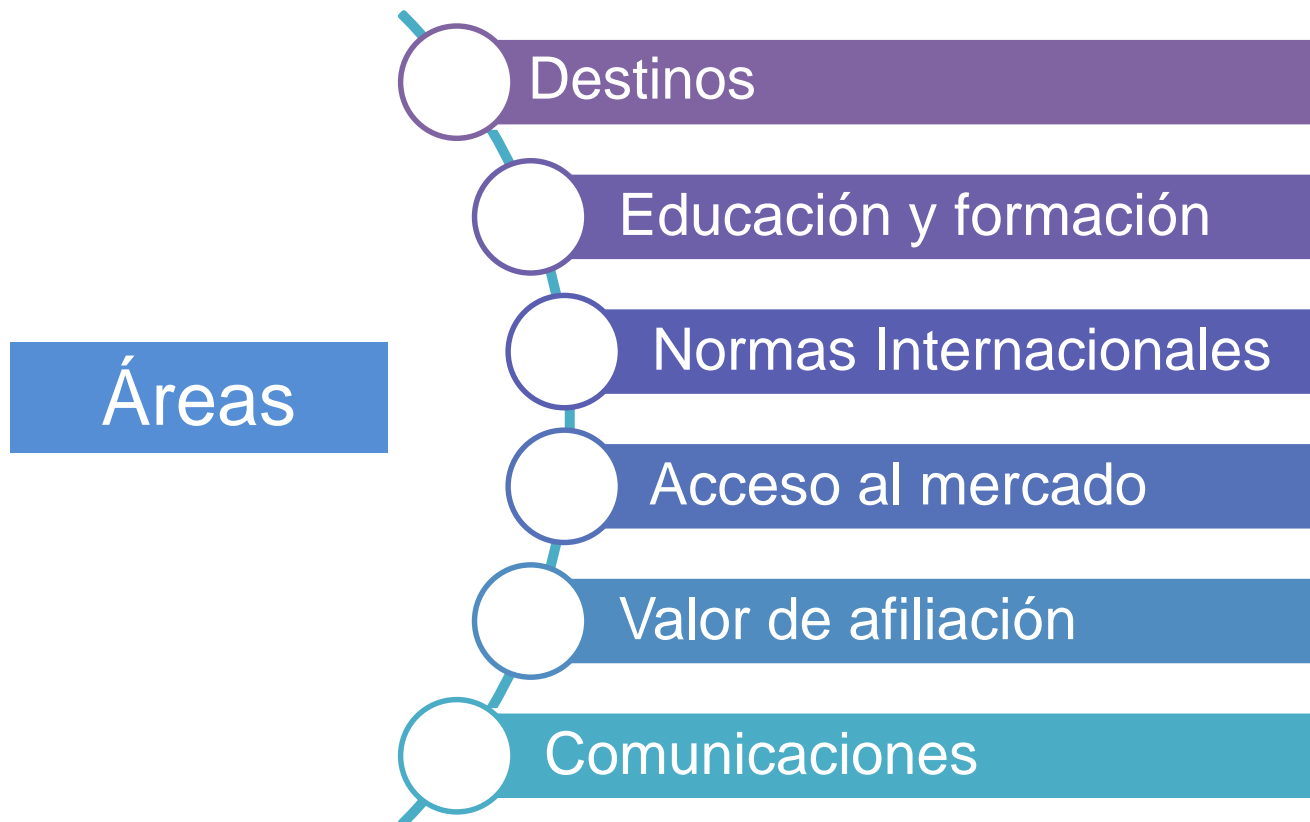 Áreas
Destinos
Educación y formación
Normas Internacionales
Acceso al mercado
Valor de afiliación
Comunicaciones